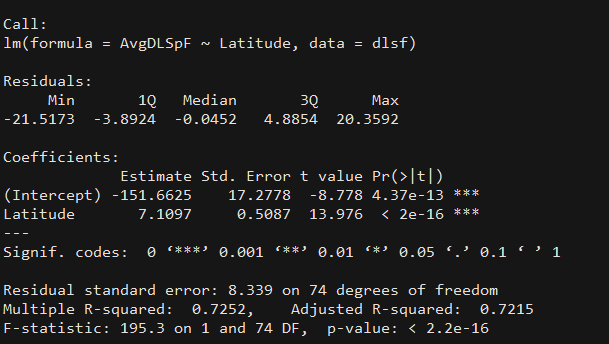 Call:
lm(formula = AvgDLSpF ~ Latitude, data = dlsf)

Residuals:
     Min       1Q   Median       3Q      Max
-21.5173  -3.8924  -0.0452   4.8854  20.3592

Coefficients:
             Estimate Std. Error t value Pr(>|t|)
(Intercept) -151.6625    17.2778  -8.778 4.37e-13 ***
Latitude       7.1097     0.5087  13.976  < 2e-16 ***
---
Signif. codes:  0 ‘***’ 0.001 ‘**’ 0.01 ‘*’ 0.05 ‘.’ 0.1 ‘ ’ 1

Residual standard error: 8.339 on 74 degrees of freedom
Multiple R-squared:  0.7252,    Adjusted R-squared:  0.7215
F-statistic: 195.3 on 1 and 74 DF,  p-value: < 2.2e-16